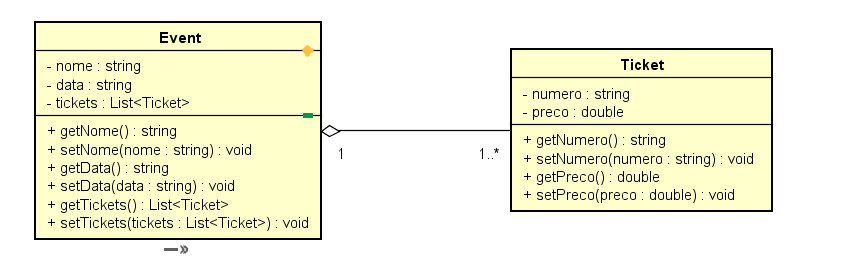 Event
- nome : string
- data : string
- tickets : List<Ticket>
+ getNome() : string
+ setNome(nome : string) : void
+ getData() : string
+ setData(data : string) : void
+ getTickets() : List<Ticket>
+ setTickets(tickets : List<Ticket>) : void
1
1..*
Ticket
- numero : string
- preco : double
+ getNumero() : string
+ setNumero(numero : string) : void
+ getPreco() : double
+ setPreco(preco : double) : void